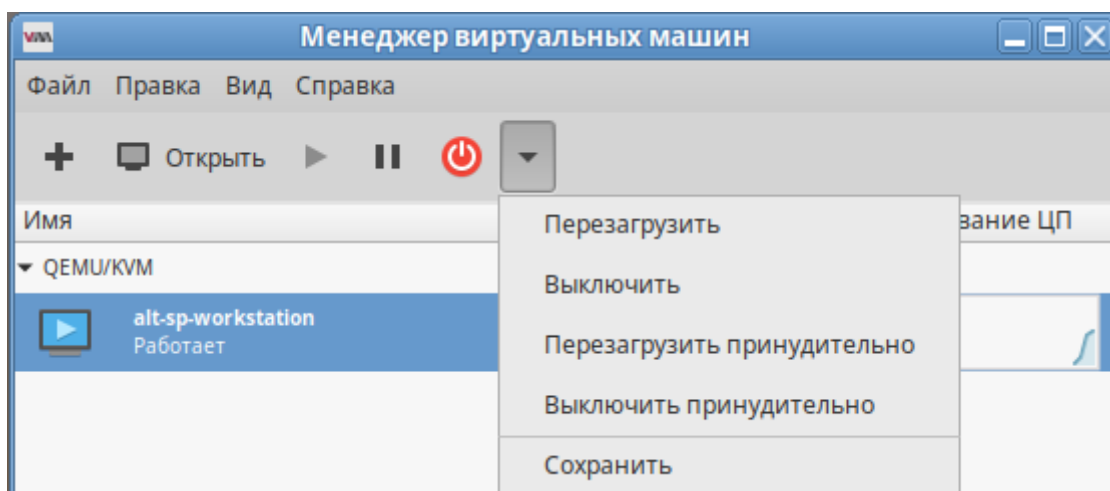 Менеджер виртуальных машин
Файл Правка Вид Справка
Открыть
Имя
вание ЦП
Перезагрузить
QEMU/KVM
Выключить
alt-sp-workstation
Работает
Перезагрузить принудительно
Выключить принудительно
Сохранить